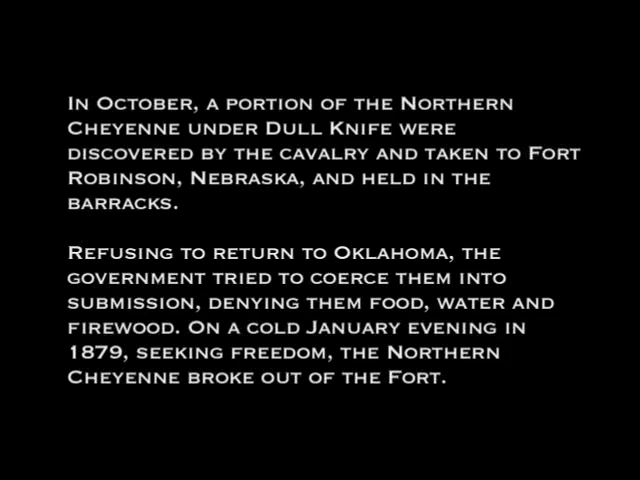 In October, a portion of the Northern
Cheyenne under Dull Knife were
discovered by the cavalry and taken to Fort
Robinson, Nebraska, and held in the
barracks.
Refusing to return to Oklahoma, the
government tried to coerce them into
submission, denying them food, water and
firewood. On a cold January evening in
1879, seeking freedom, the Northern
Cheyenne broke out of the Fort.